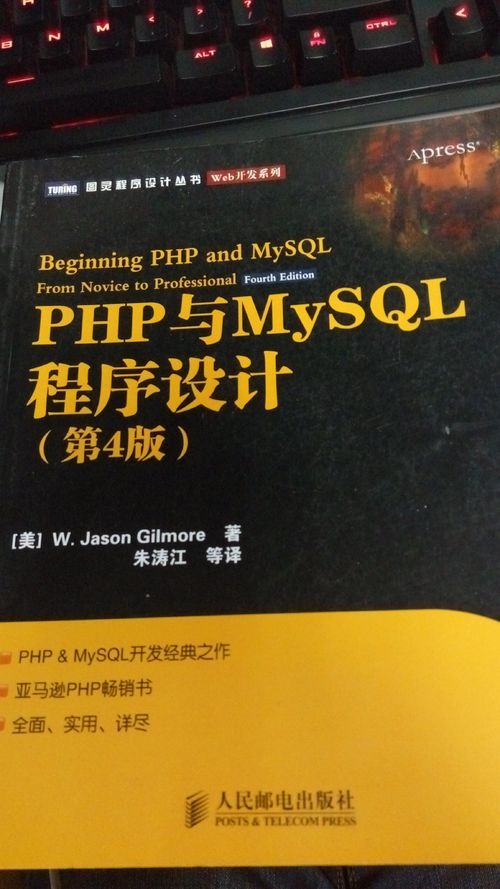 ALT
FN
CTRL
Apress®
TURING 图灵程序设计丛书 Web开发系列
Beginning PHP and MySQL
From Novice to Professional Fourth Edition
PHP与MySQL
程序设计
（第4版）
[美] W. Jason Gilmore 著
朱涛江 等译
PHP & MySQL开发经典之作
亚马逊PHP畅销书
全面、实用、详尽
人民邮电出版社
POSTS & TELECOM PRESS